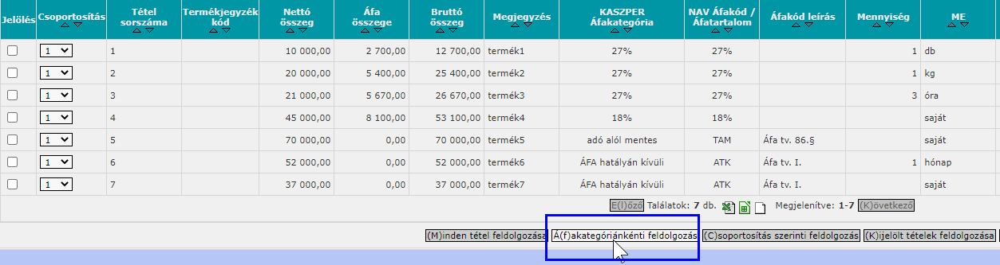 Jelölés Csoportosítás Tétel sorszáma Termékjegyzék kód Nettó összeg Áfa összege Bruttó összeg Megjegyzés KASZPER Áfakategória NAV Áfakód / Áfatartalom Áfakód leírás Mennyiség ME
1 1 10 000,00 2 700,00 12 700,00 termék1 27% 27% 1 db
1 2 20 000,00 5 400,00 25 400,00 termék2 27% 27% 1 kg
1 3 21 000,00 5 670,00 26 670,00 termék3 27% 27% 3 óra
1 4 45 000,00 8 100,00 53 100,00 termék4 18% 18% saját
1 5 70 000,00 0,00 70 000,00 termék5 adó alól mentes TAM Áfa tv. 86.§ saját
1 6 52 000,00 0,00 52 000,00 termék6 ÁFA hatályán kívüli ATK Áfa tv. I. 1 hónap
1 7 37 000,00 0,00 37 000,00 termék7 ÁFA hatályán kívüli ATK Áfa tv. I. saját
E(l)őző Találatok: 7 db. Megjelenítve: 1-7 (K)övetkező
(M)inden tétel feldolgozása Á(f)akategóriánkénti feldolgozás (C)soportosítás szerinti feldolgozás (K)ijelölt tételek feldolgozása